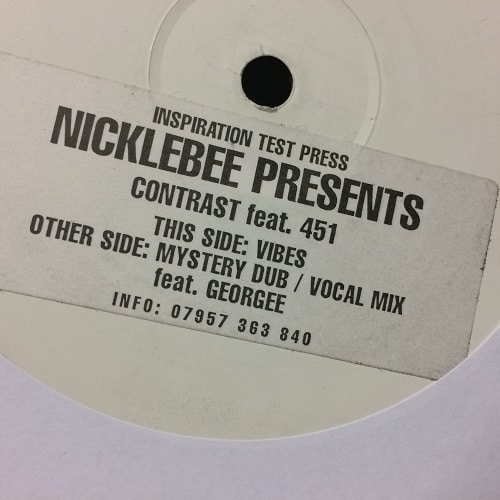 INSPIRATION TEST PRESS
NICKLEBEE PRESENTS
CONTRAST feat. 451
THIS SIDE: VIBES
OTHER SIDE: MYSTERY DUB / VOCAL MIX
feat. GEORGEE
INFO: 07957 363 840